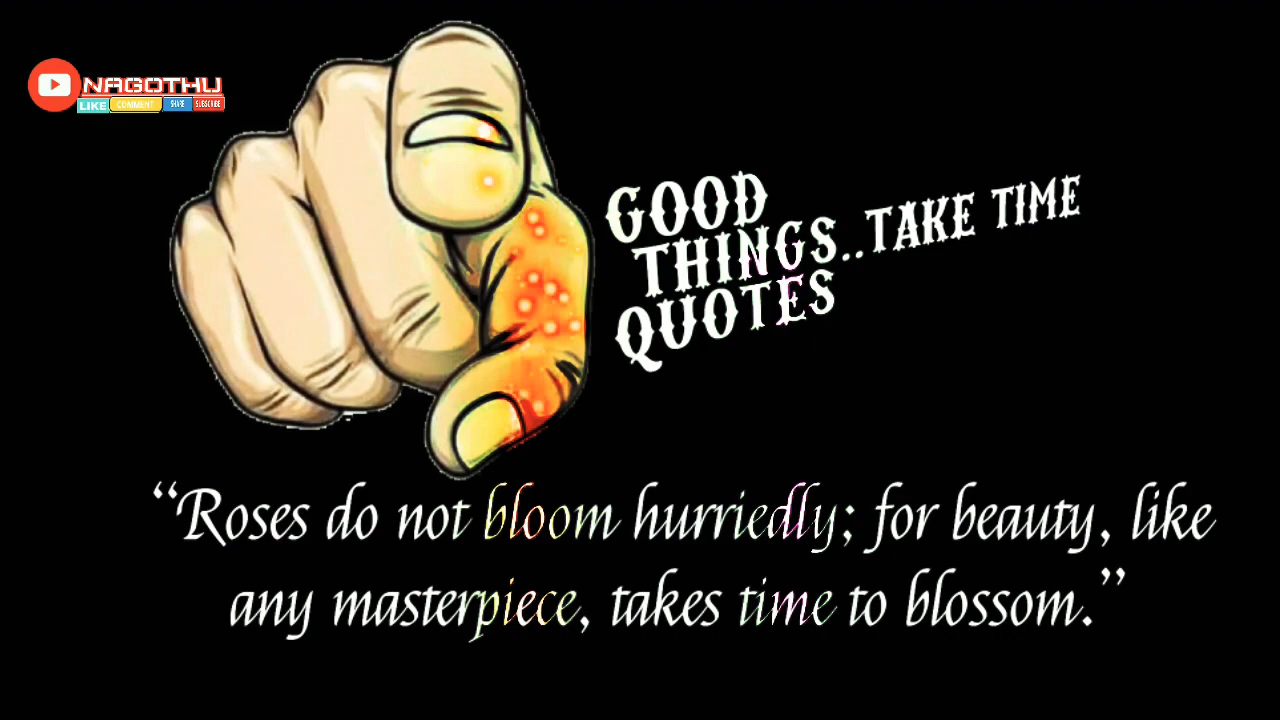 NAGOTHU
LIKE COMMENT SHARE SUBSCRIBE
GOOD
THINGS..TAKE TIME
QUOTES
“Roses do not bloom hurriedly; for beauty, like
any masterpiece, takes time to blossom.”